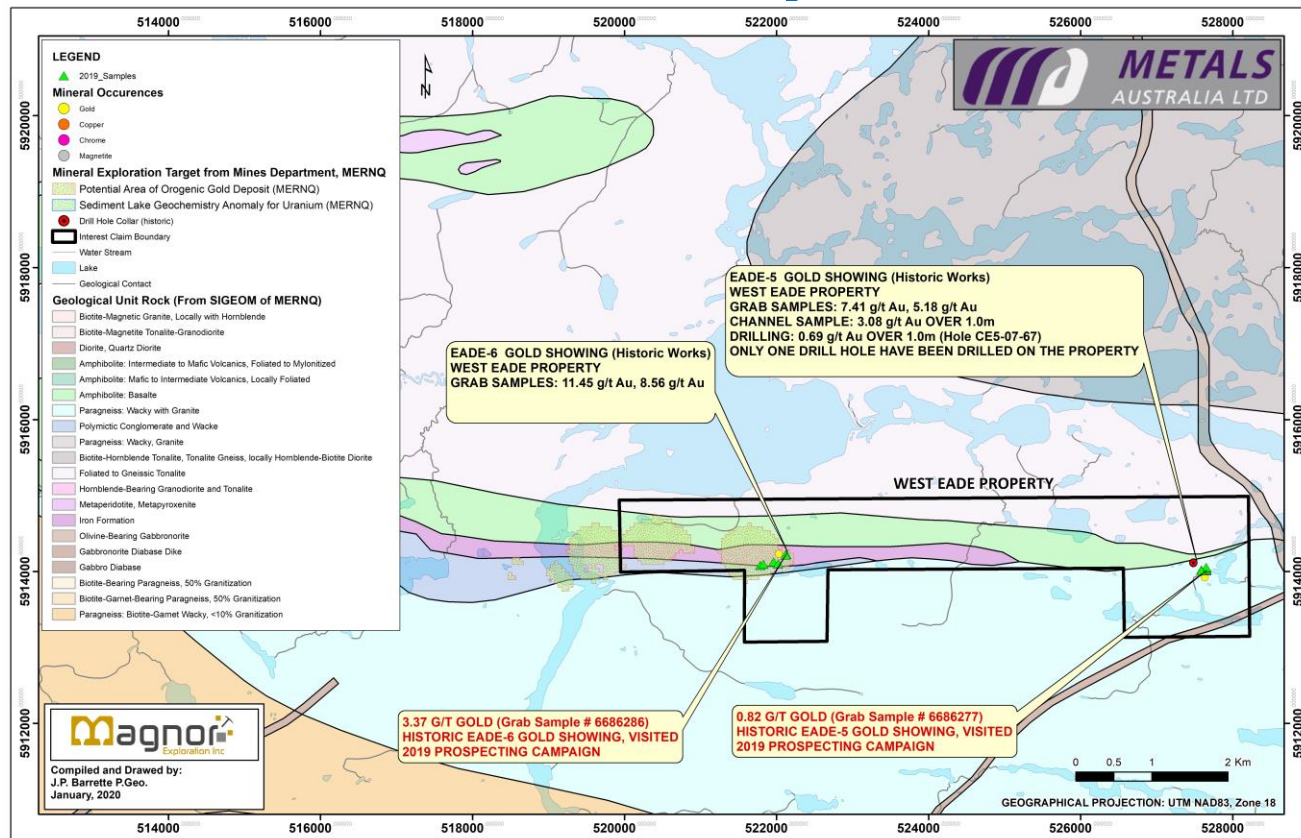 514000 516000 518000 520000 522000 524000 526000 528000
LEGEND
2019_Samples
Mineral Occurences
Gold
Copper
Chrome
Magnetite
Mineral Exploration Target from Mines Department, MERNQ
Potential Area of Orogenic Gold Deposit (MERNQ)
Sediment Lake Geochemistry Anomaly for Uranium (MERNQ)
Drill Hole Collar (historic)
Interest Claim Boundary
Water Stream
Lake
Geological Contact
Geological Unit Rock (From SIGEOM of MERNQ)
Biotite-Magnetic Granite, Locally with Hornblende
Biotite-Magnetite Tonalite-Granodiorite
Diorite, Quartz Diorite
Amphibolite: Intermediate to Mafic Volcanics, Foliated to Mylonitized
Amphibolite: Mafic to Intermediate Volcanics, Locally Foliated
Amphibolite: Basalte
Paragneiss: Wacky with Granite
Polymictic Conglomerate and Wacke
Paragneiss: Wacky, Granite
Biotite-Hornblende Tonalite, Tonalite Gneiss, locally Hornblende-Biotite Diorite
Foliated to Gneissic Tonalite
Hornblende-Bearing Granodiorite and Tonalite
Metaperidotite, Metapyroxenite
Iron Formation
Olivine-Bearing Gabbronorite
Gabbronorite Diabase Dike
Gabbro Diabase
Biotite-Bearing Paragneiss, 50% Granitization
Biotite-Garnet-Bearing Paragneiss, 50% Granitization
Paragneiss: Biotite-Garnet Wacky, <10% Granitization
N
METALS
AUSTRALIA LTD
5920000
5918000
5916000
5914000
5912000
5920000
5918000
5916000
5914000
5912000
EADE-5 GOLD SHOWING (Historic Works)
WEST EADE PROPERTY
GRAB SAMPLES: 7.41 g/t Au, 5.18 g/t Au
CHANNEL SAMPLE: 3.08 g/t Au OVER 1.0m
DRILLING: 0.69 g/t Au OVER 1.0m (Hole CE5-07-67)
ONLY ONE DRILL HOLE HAVE BEEN DRILLED ON THE PROPERTY
EADE-6 GOLD SHOWING (Historic Works)
WEST EADE PROPERTY
GRAB SAMPLES: 11.45 g/t Au, 8.56 g/t Au
WEST EADE PROPERTY
3.37 G/T GOLD (Grab Sample # 6686286)
HISTORIC EADE-6 GOLD SHOWING, VISITED
2019 PROSPECTING CAMPAIGN
0.82 G/T GOLD (Grab Sample # 6686277)
HISTORIC EADE-5 GOLD SHOWING, VISITED
2019 PROSPECTING CAMPAIGN
Magnor
Exploration Inc
Compiled and Drawed by:
J.P. Barrette P.Geo.
January, 2020
0 0.5 1 2 Km
GEOGRAPHICAL PROJECTION: UTM NAD83, Zone 18
514000 516000 518000 520000 522000 524000 526000 528000